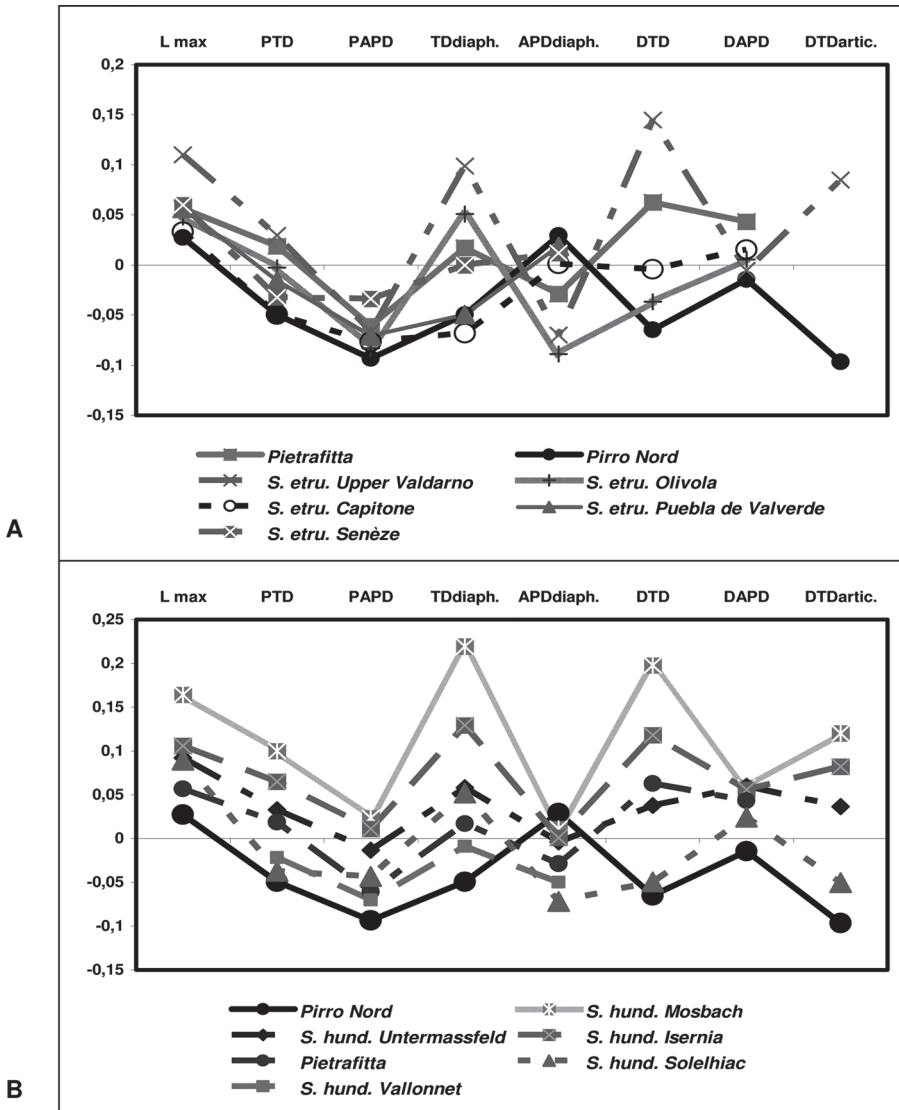 L max PTD PAPD TDdiaph. APDdiaph. DTD DAPD DTDartic.
0,2
0,15
0,1
0,05
0
-0,05
-0,1
-0,15
Pietrafitta Pirro Nord
S. etru. Upper Valdarno S. etru. Olivola
S. etru. Capitone S. etru. Puebla de Valverde
S. etru. Senèze
A
L max PTD PAPD TDdiaph. APDdiaph. DTD DAPD DTDartic.
0,25
0,2
0,15
0,1
0,05
0
-0,05
-0,1
-0,15
Pirro Nord S. hund. Mosbach
S. hund. Untermassfeld S. hund. Isernia
Pietrafitta S. hund. Solelhiac
S. hund. Vallonnet
B